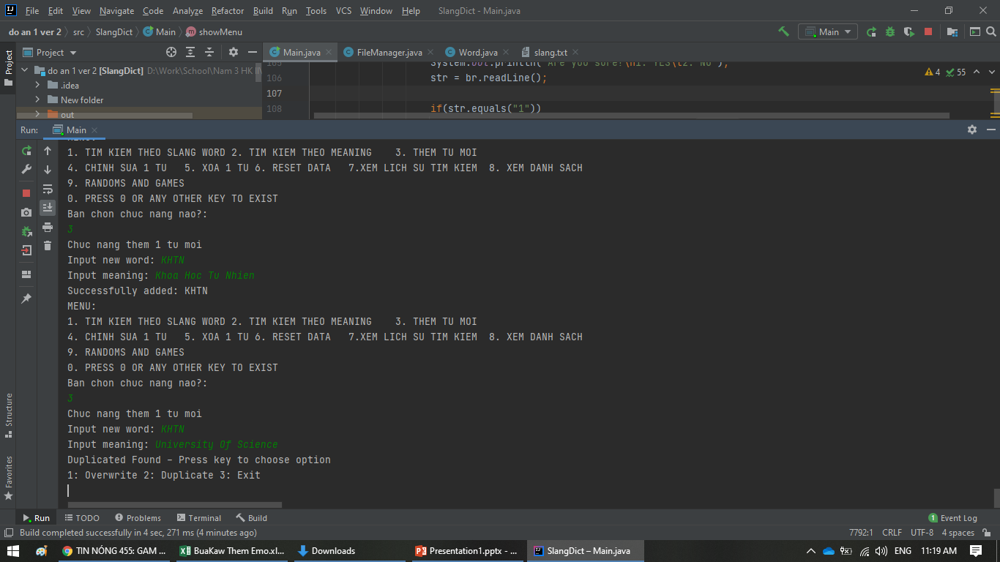 File Edit View Navigate Code Analyze Refactor Build Run Tools VCS Window Help SlangDict - Main.java
do an 1 ver 2 src SlangDict Main showMenu Main
Project Main.java FileManager.java Word.java slang.txt
Project
do an 1 ver 2 [SlangDict] D:\Work\School\Nam 3 HK II\
.idea
New folder
out
105 System.out.println("Are you sure?\n1. YES\t2. No");
106 str = br.readLine();
107
108 if(str.equals("1"))
4 55
Run: Main
1. TIM KIEM THEO SLANG WORD 2. TIM KIEM THEO MEANING 3. THEM TU MOI
4. CHINH SUA 1 TU 5. XOA 1 TU 6. RESET DATA 7.XEM LICH SU TIM KIEM 8. XEM DANH SACH
9. RANDOMS AND GAMES
0. PRESS 0 OR ANY OTHER KEY TO EXIST
Ban chon chuc nang nao?:
3
Chuc nang them 1 tu moi
Input new word: KHTN
Input meaning: Khoa Hoc Tu Nhien
Successfully added: KHTN
MENU:
1. TIM KIEM THEO SLANG WORD 2. TIM KIEM THEO MEANING 3. THEM TU MOI
4. CHINH SUA 1 TU 5. XOA 1 TU 6. RESET DATA 7.XEM LICH SU TIM KIEM 8. XEM DANH SACH
9. RANDOMS AND GAMES
0. PRESS 0 OR ANY OTHER KEY TO EXIST
Ban chon chuc nang nao?:
3
Chuc nang them 1 tu moi
Input new word: KHTN
Input meaning: University Of Science
Duplicated Found - Press key to choose option
1: Overwrite 2: Duplicate 3: Exit
Structure
Favorites
Run TODO Problems Terminal Build 1 Event Log
Build completed successfully in 4 sec, 271 ms (4 minutes ago) 7792:1 CRLF UTF-8 4 spaces
TIN NÓNG 455: GAM ... BuaKaw Them Emo.xl... Downloads Presentation1.pptx - ... SlangDict – Main.java ENG 11:19 AM